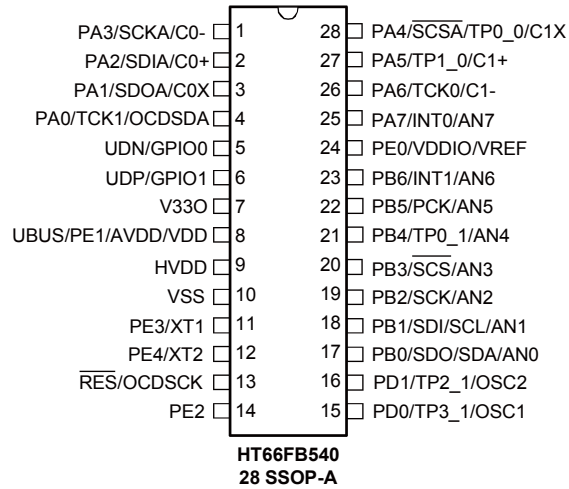 PA3/SCKA/C0- 1 28 PA4/SCSA/TP0_0/C1X
PA2/SDIA/C0+ 2 27 PA5/TP1_0/C1+
PA1/SDOA/C0X 3 26 PA6/TCK0/C1-
PA0/TCK1/OCDSDA 4 25 PA7/INT0/AN7
UDN/GPIO0 5 24 PE0/VDDIO/VREF
UDP/GPIO1 6 23 PB6/INT1/AN6
V33O 7 22 PB5/PCK/AN5
UBUS/PE1/AVDD/VDD 8 21 PB4/TP0_1/AN4
HVDD 9 20 PB3/SCS/AN3
VSS 10 19 PB2/SCK/AN2
PE3/XT1 11 18 PB1/SDI/SCL/AN1
PE4/XT2 12 17 PB0/SDO/SDA/AN0
RES/OCDSCK 13 16 PD1/TP2_1/OSC2
PE2 14 15 PD0/TP3_1/OSC1
HT66FB540
28 SSOP-A